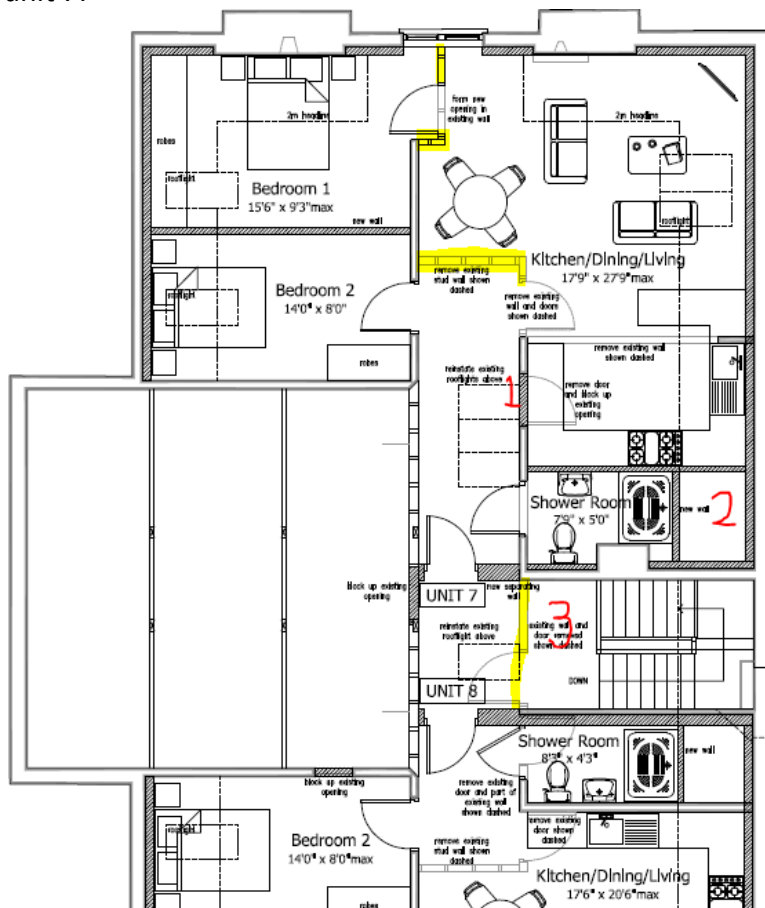 form new
opening in
existing wall
2m headline
2m headline
robes
rooflight
Bedroom 1
15'6" x 9'3"max
new wall
rooflight
Kitchen/Dining/Living
17'9" x 27'9"max
remove existing
stud wall shown
dashed
Bedroom 2
14'0" x 8'0"
rooflight
remove existing
wall and doors
shown dashed
robes
remove existing wall
shown dashed
reinstate existing
rooflights above
1
remove door
and block up
existing
opening
Shower Room
7'9" x 5'0"
new wall
2
block up existing
opening
UNIT 7
new separating
wall
3
existing wall and
door removed
shown dashed
reinstate existing
rooflight above
DOWN
UNIT 8
Shower Room
8'3" x 4'3"
new wall
block up existing
opening
remove existing
door and part of
existing wall
shown dashed
Bedroom 2
14'0" x 8'0"max
rooflight
remove existing
door shown
dashed
remove existing
stud wall shown
dashed
Kitchen/Dining/Living
17'6" x 20'6"max
robes